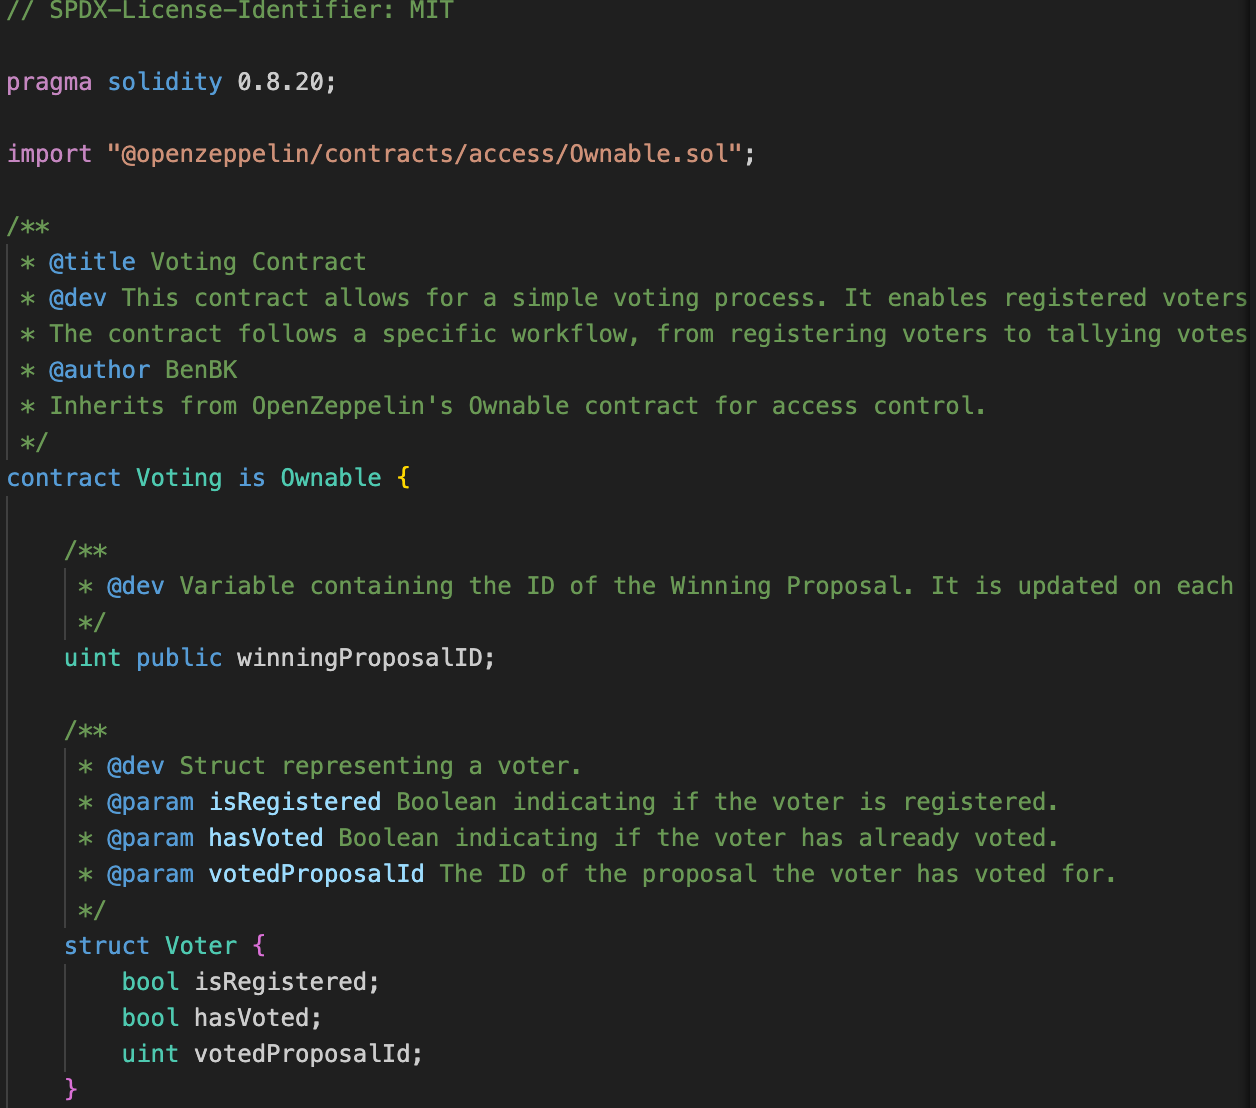 // SPDX-License-Identifier: MIT
pragma solidity 0.8.20;
import "@openzeppelin/contracts/access/Ownable.sol";
/**
 * @title Voting Contract
 * @dev This contract allows for a simple voting process. It enables registered voters
 * The contract follows a specific workflow, from registering voters to tallying votes
 * @author BenBK
 * Inherits from OpenZeppelin's Ownable contract for access control.
 */
contract Voting is Ownable {
    /**
     * @dev Variable containing the ID of the Winning Proposal. It is updated on each
     */
    uint public winningProposalID;
    /**
     * @dev Struct representing a voter.
     * @param isRegistered Boolean indicating if the voter is registered.
     * @param hasVoted Boolean indicating if the voter has already voted.
     * @param votedProposalId The ID of the proposal the voter has voted for.
     */
    struct Voter {
        bool isRegistered;
        bool hasVoted;
        uint votedProposalId;
    }